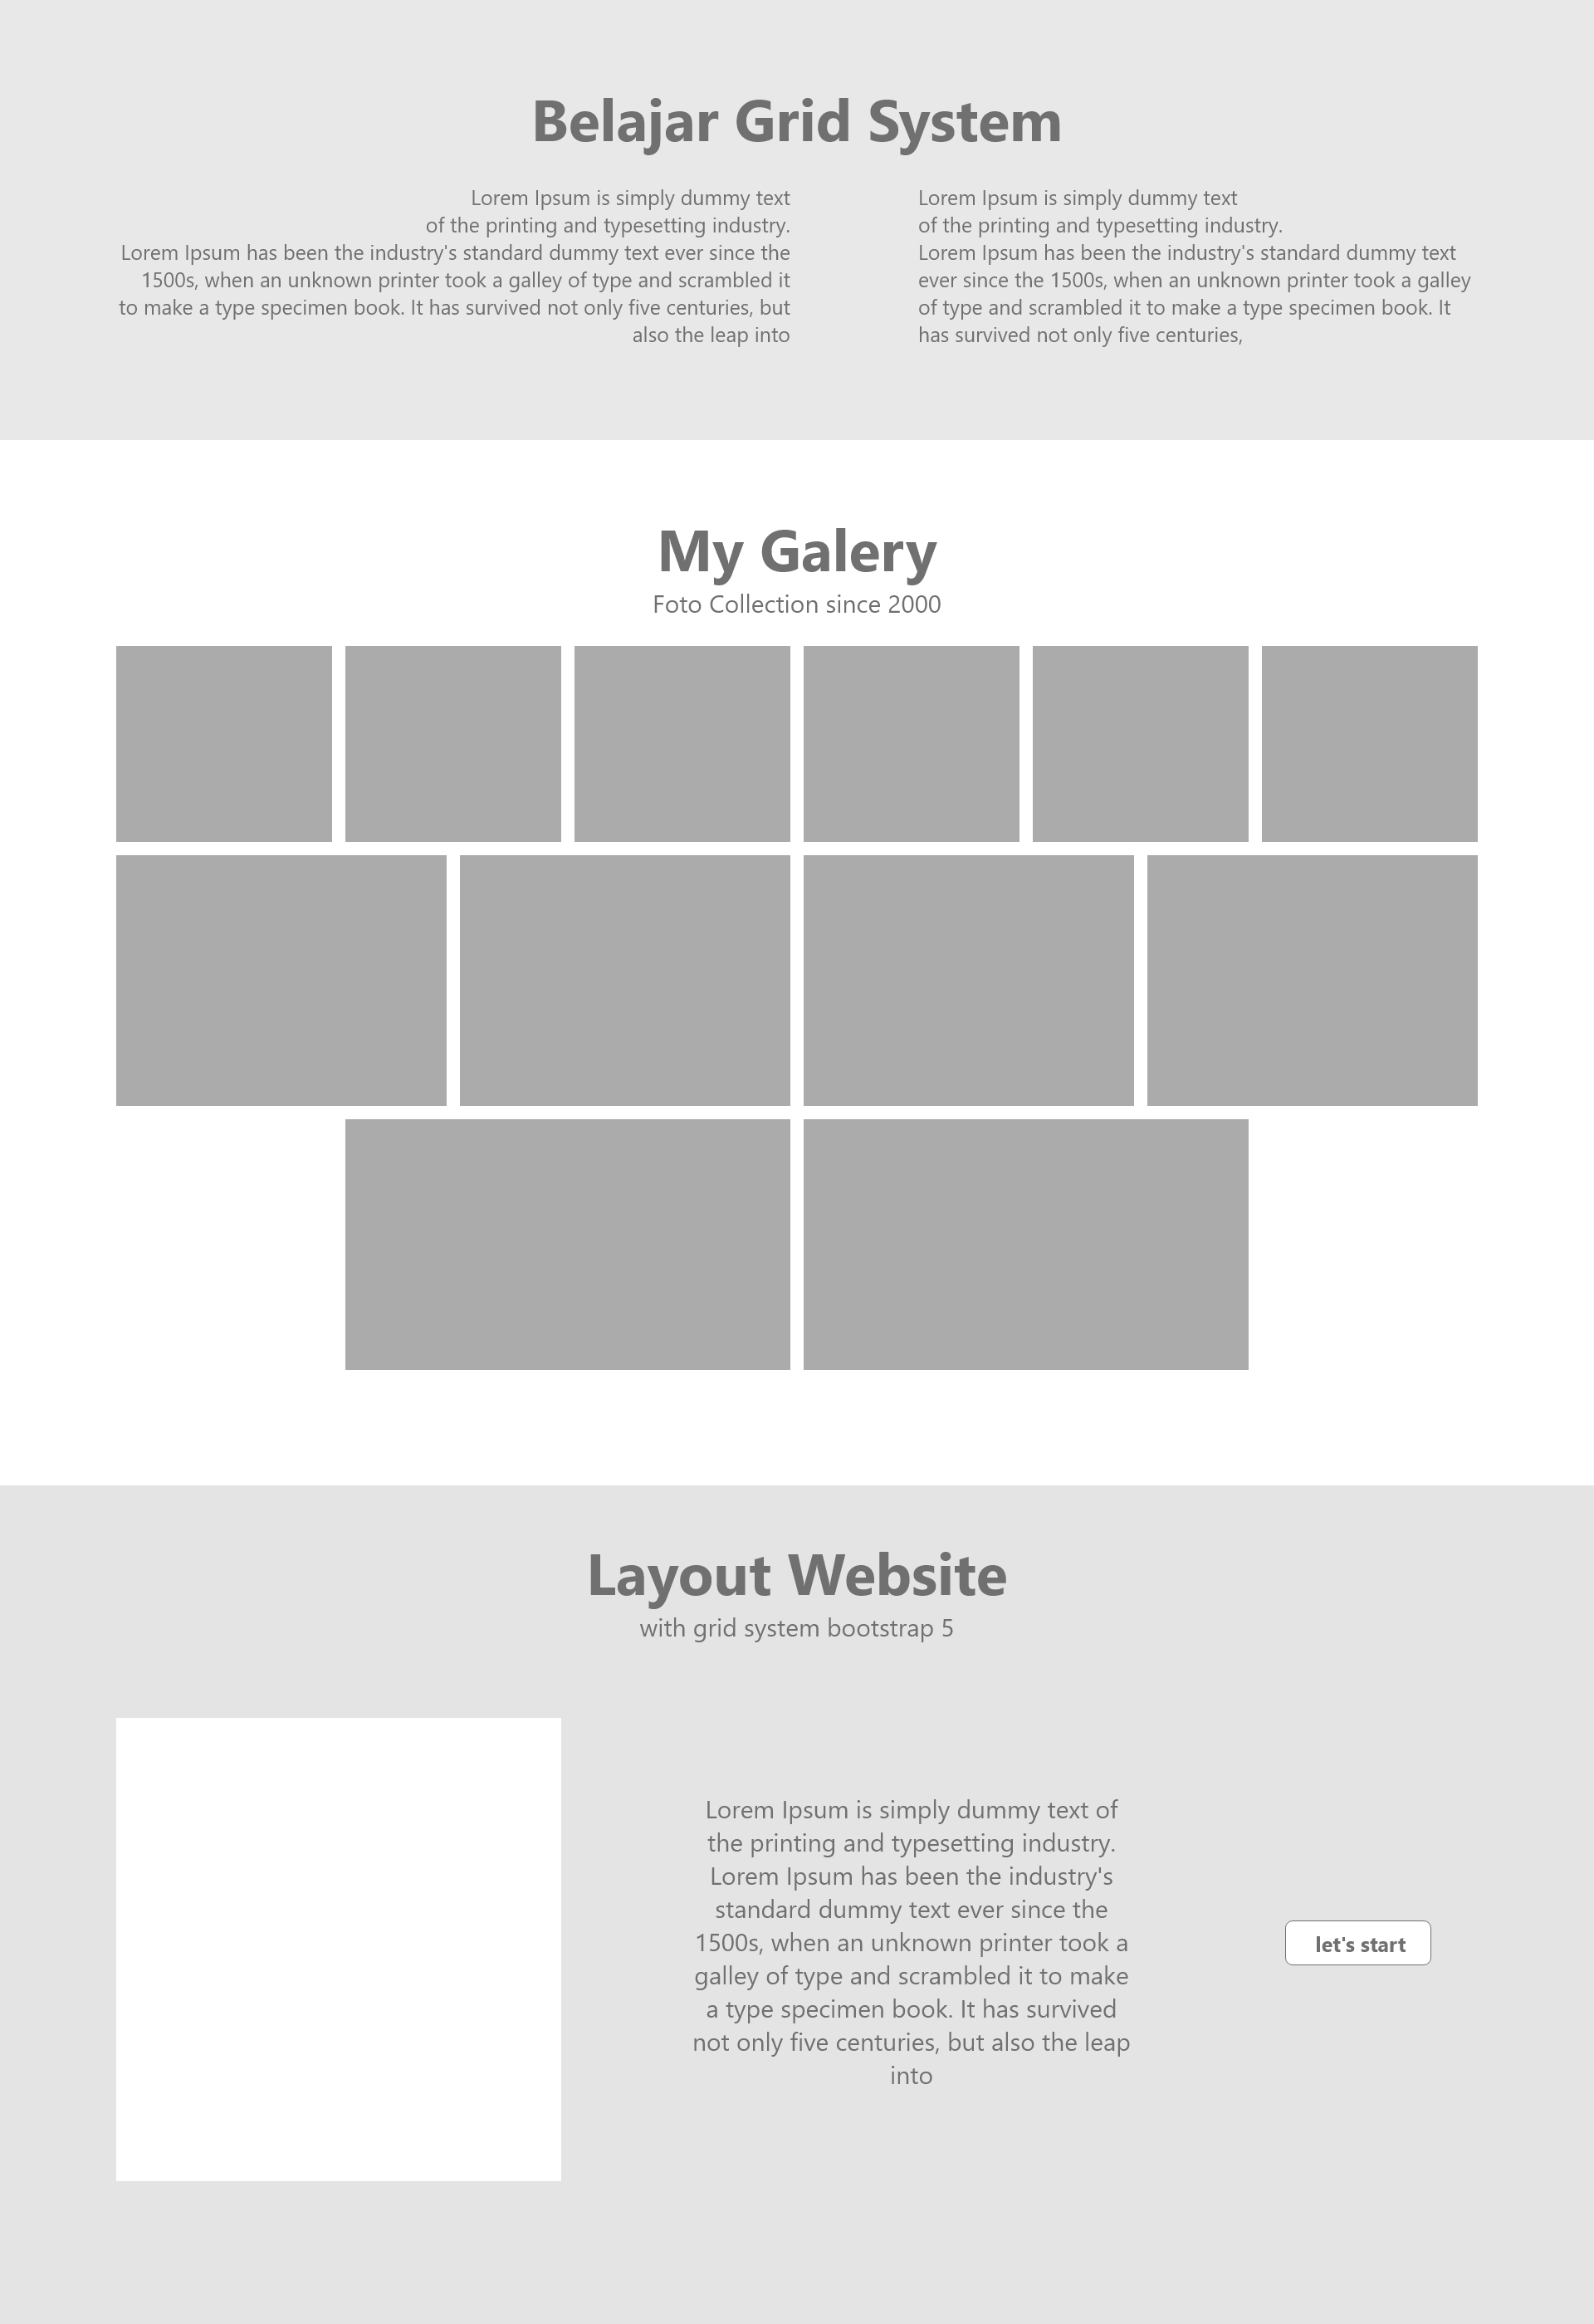 Belajar Grid System
Lorem Ipsum is simply dummy text
of the printing and typesetting industry.
Lorem Ipsum has been the industry's standard dummy text ever since the
1500s, when an unknown printer took a galley of type and scrambled it
to make a type specimen book. It has survived not only five centuries, but
also the leap into
Lorem Ipsum is simply dummy text
of the printing and typesetting industry.
Lorem Ipsum has been the industry's standard dummy text
ever since the 1500s, when an unknown printer took a galley
of type and scrambled it to make a type specimen book. It
has survived not only five centuries,
My Galery
Foto Collection since 2000
Layout Website
with grid system bootstrap 5
Lorem Ipsum is simply dummy text of
the printing and typesetting industry.
Lorem Ipsum has been the industry's
standard dummy text ever since the
1500s, when an unknown printer took a
galley of type and scrambled it to make
a type specimen book. It has survived
not only five centuries, but also the leap
into
let's start